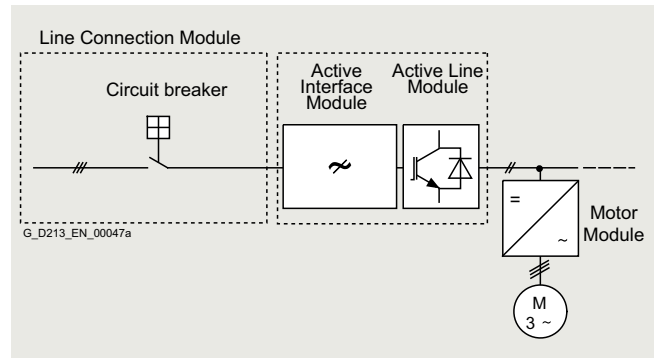 Line Connection Module
Circuit breaker
Active
Interface
Module
Active Line
Module
G_D213_EN_00047a
=
~
Motor
Module
M
3 ~